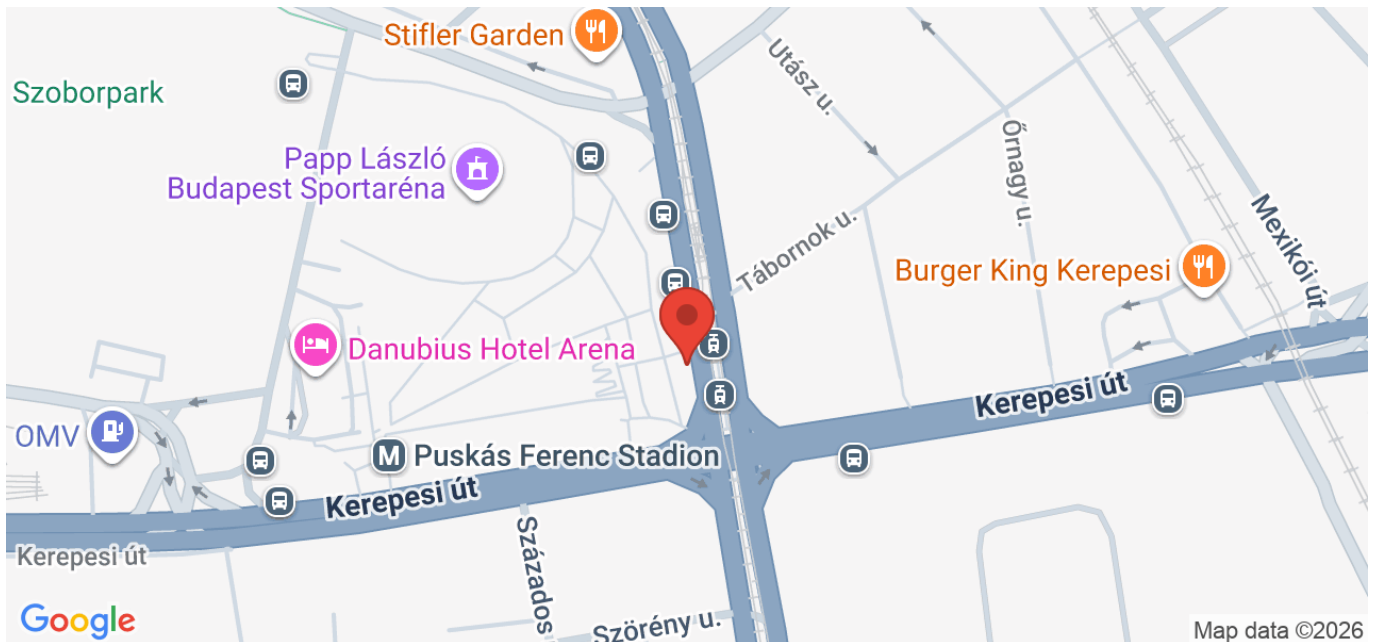 Stifler Garden
Utász u.
Szoborpark
Őrnagy u.
Papp László
Budapest Sportaréna
Tábornok u.
Mexikói út
Burger King Kerepesi
Danubius Hotel Arena
Kerepesi út
OMV
M Puskás Ferenc Stadion
Kerepesi út
Kerepesi út
Százados
Szörény u.
Google
Map data ©2026